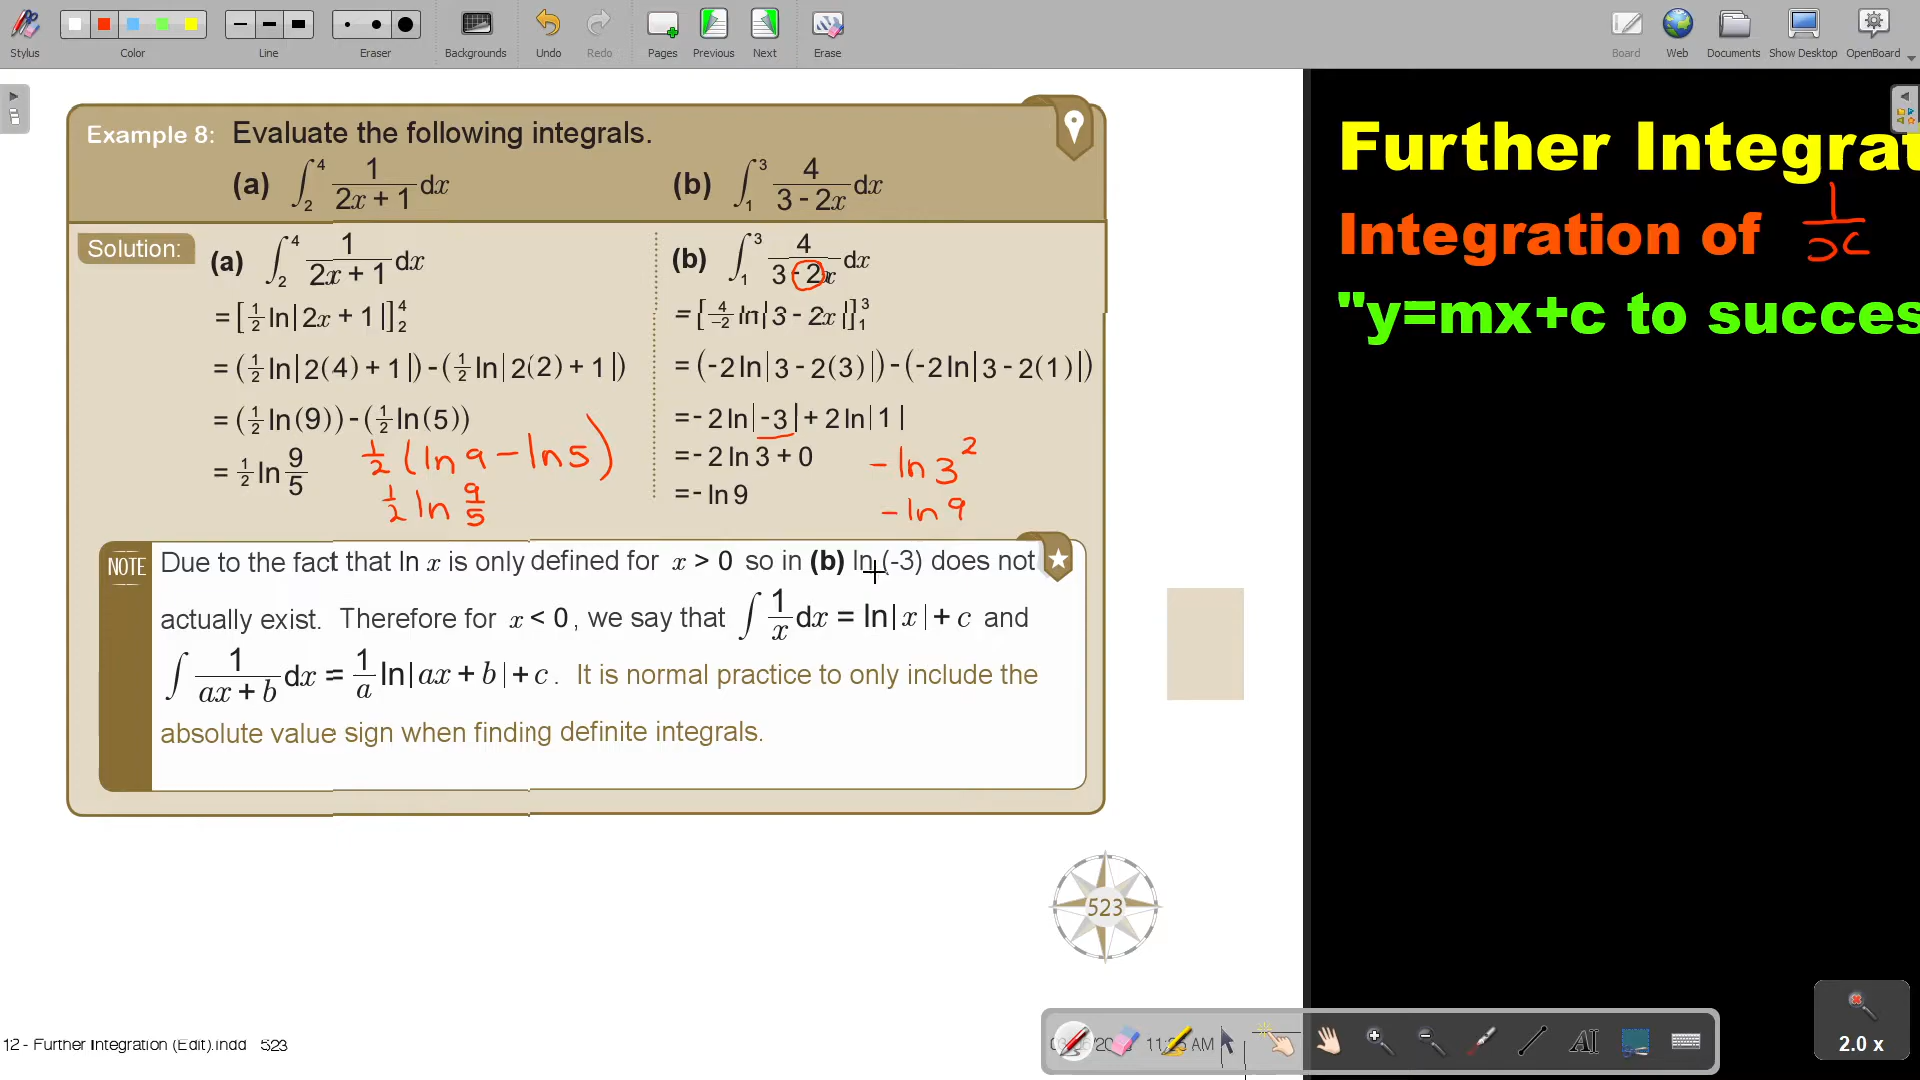 Stylus Color Line Eraser Backgrounds Undo Redo Pages Previous Next Erase Board Web Documents Show Desktop OpenBoard
Example 8: Evaluate the following integrals.
(a) ∫₂⁴ 1/(2x + 1) dx (b) ∫₁³ 4/(3 - 2x) dx
Solution:
(a) ∫₂⁴ 1/(2x + 1) dx
= [½ ln|2x + 1|]₂⁴
= (½ ln|2(4) + 1|) - (½ ln|2(2) + 1|)
= (½ ln(9)) - (½ ln(5))
= ½ ln 9/5
½ (ln 9 - ln 5)
½ ln 9/5
(b) ∫₁³ 4/(3 - 2x) dx
= [4/-2 ln|3 - 2x|]₁³
= (-2 ln|3 - 2(3)|) - (-2 ln|3 - 2(1)|)
= - 2 ln|-3| + 2 ln|1|
= - 2 ln 3 + 0
= - ln 9
- ln 3²
- ln 9
NOTE
Due to the fact that ln x is only defined for x > 0 so in (b) ln (-3) does not
actually exist. Therefore for x < 0, we say that ∫ 1/x dx = ln|x| + c and
∫ 1/(ax + b) dx = 1/a ln|ax + b| + c. It is normal practice to only include the
absolute value sign when finding definite integrals.
523
12 - Further Integration (Edit).indd 523
Further Integrat
Integration of 1/x
"y=mx+c to succes
AM
2.0 x